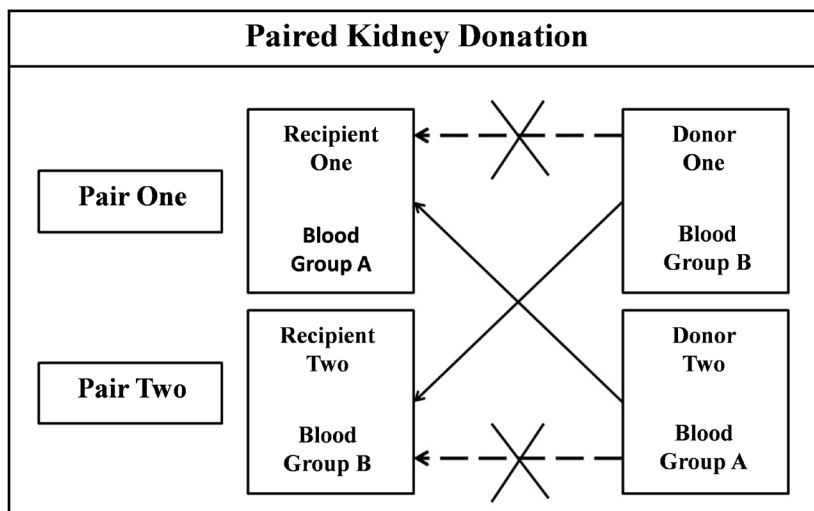 Paired Kidney Donation
Pair One
Recipient
One
Blood
Group A
Donor
One
Blood
Group B
Pair Two
Recipient
Two
Blood
Group B
Donor
Two
Blood
Group A